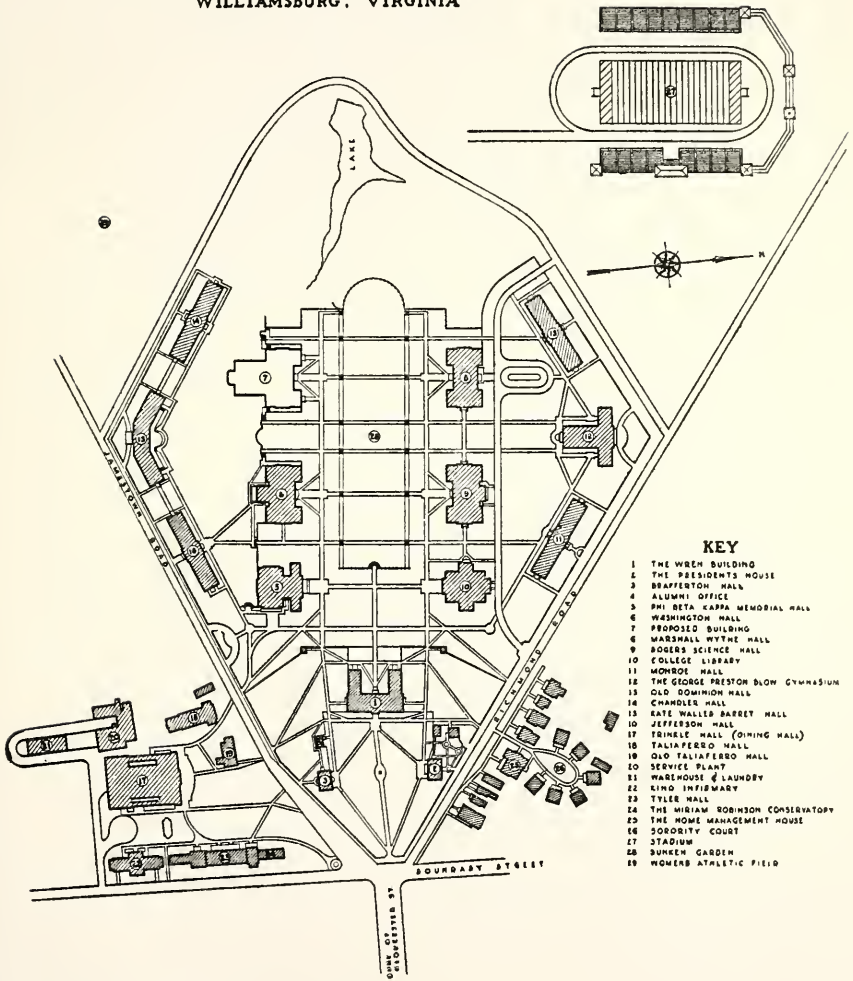 WILLIAMSBURG, VIRGINIA
LAKE
N
JAMESTOWN ROAD
RICHMOND ROAD
BOUNDARY STREET
DUKE OF
GLOUCESTER ST.
KEY
1 THE WREN BUILDING
2 THE PRESIDENTS HOUSE
3 BRAFFERTON HALL
4 ALUMNI OFFICE
5 PHI BETA KAPPA MEMORIAL HALL
6 WASHINGTON HALL
7 PROPOSED BUILDING
8 MARSHALL WYTHE HALL
9 ROGERS SCIENCE HALL
10 COLLEGE LIBRARY
11 MONROE HALL
12 THE GEORGE PRESTON BLOW GYMNASIUM
13 OLD DOMINION HALL
14 CHANDLER HALL
15 KATE WALLER BARRET HALL
16 JEFFERSON HALL
17 TRINKLE HALL (DINING HALL)
18 TALIAFERRO HALL
19 OLD TALIAFERRO HALL
20 SERVICE PLANT
21 WAREHOUSE & LAUNDRY
22 KING INFIRMARY
23 TYLER HALL
24 THE MIRIAM ROBINSON CONSERVATORY
25 THE HOME MANAGEMENT HOUSE
26 SORORITY COURT
27 STADIUM
28 SUNKEN GARDEN
29 WOMENS ATHLETIC FIELD